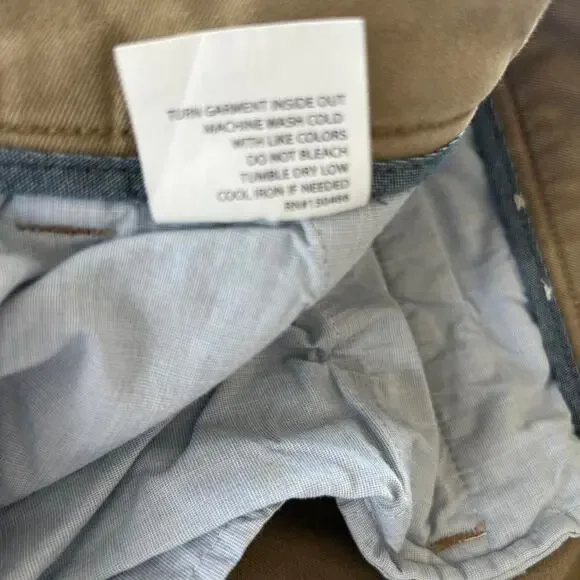 TURN GARMENT INSIDE OUT
MACHINE WASH COLD
WITH LIKE COLORS
DO NOT BLEACH
TUMBLE DRY LOW
COOL IRON IF NEEDED